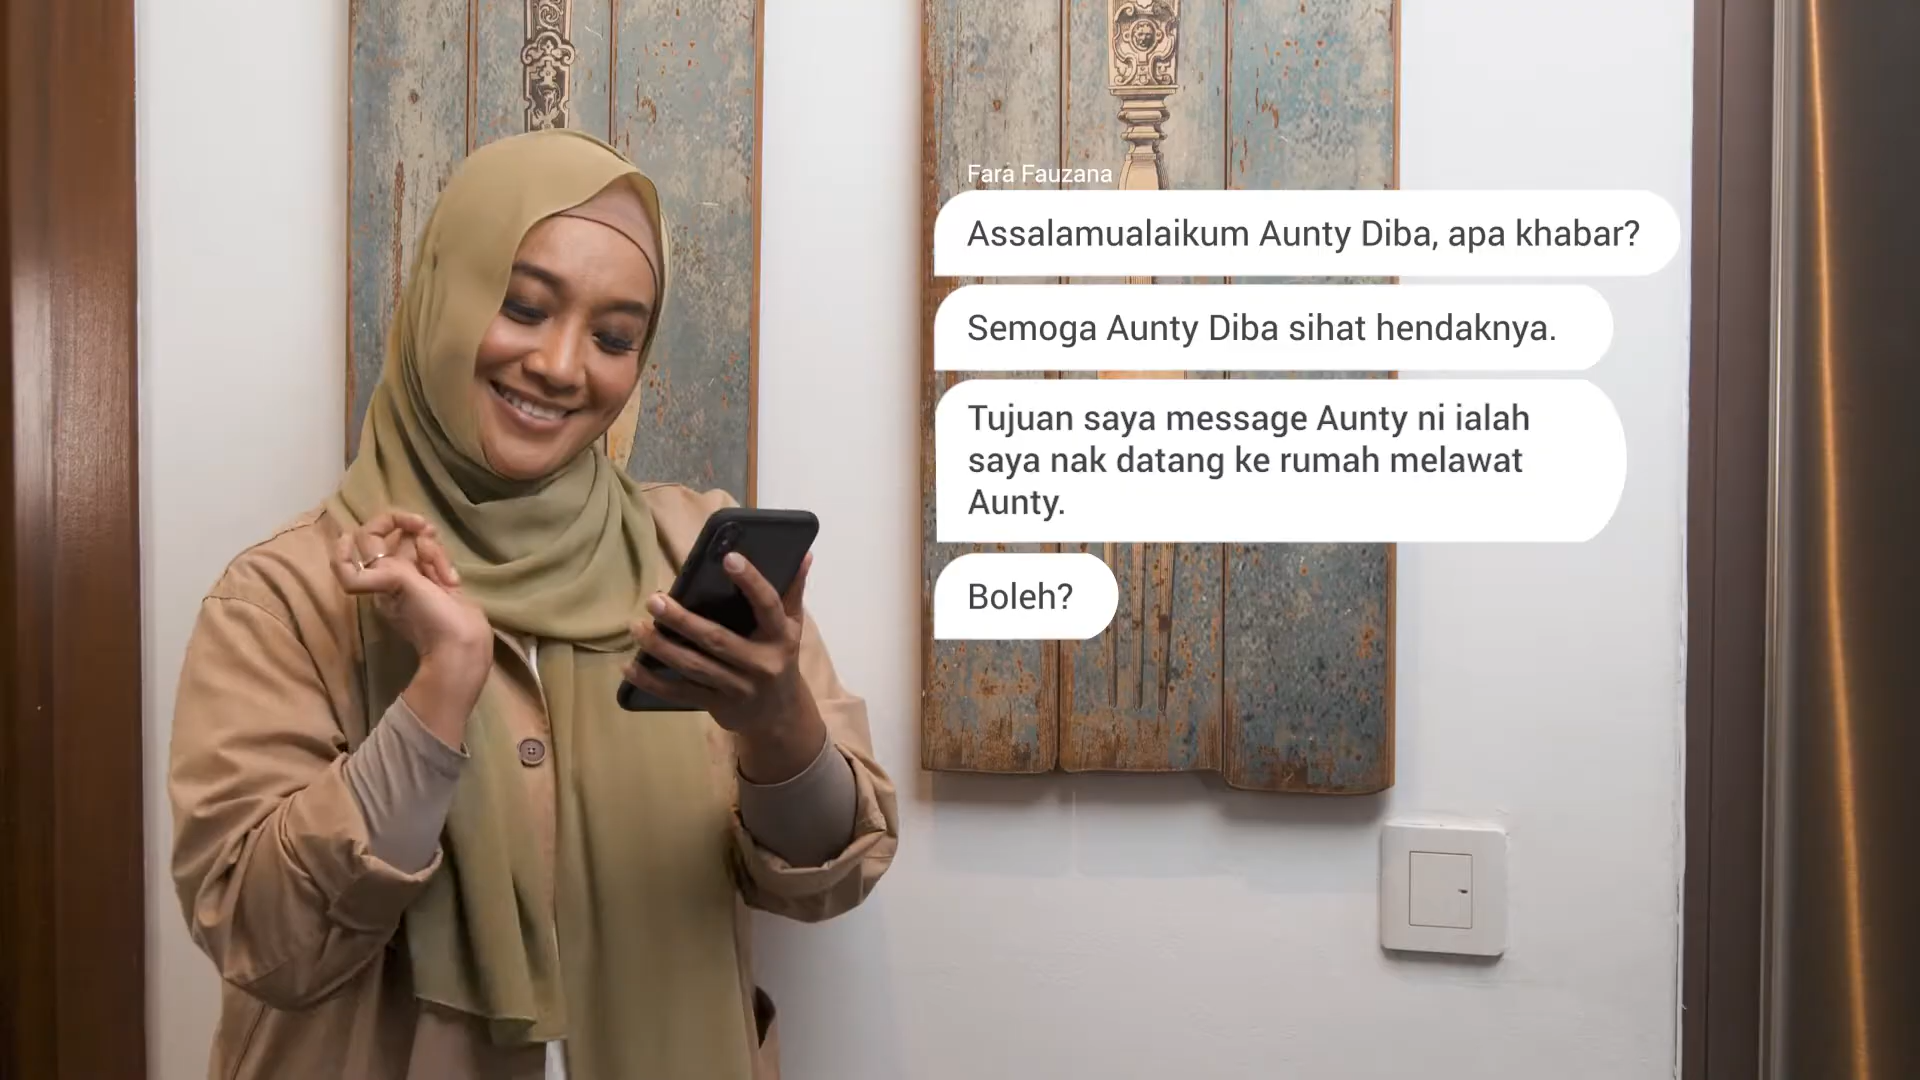 Fara Fauzana
Assalamualaikum Aunty Diba, apa khabar?
Semoga Aunty Diba sihat hendaknya.
Tujuan saya message Aunty ni ialah
saya nak datang ke rumah melawat
Aunty.
Boleh?